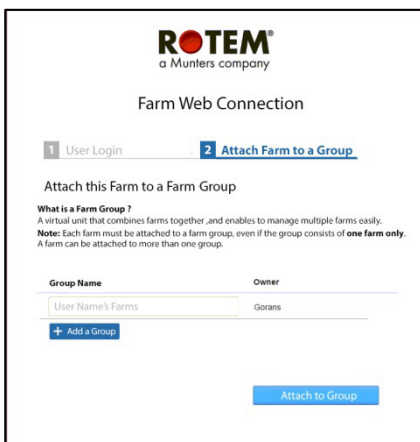 ROTEM®
a Munters company
Farm Web Connection
1 User Login 2 Attach Farm to a Group
Attach this Farm to a Farm Group
What is a Farm Group ?
A virtual unit that combines farms together ,and enables to manage multiple farms easily.
Note: Each farm must be attached to a farm group, even if the group consists of one farm only.
A farm can be attached to more than one group.
Group Name Owner
User Name's Farms Gorans
+ Add a Group
Attach to Group